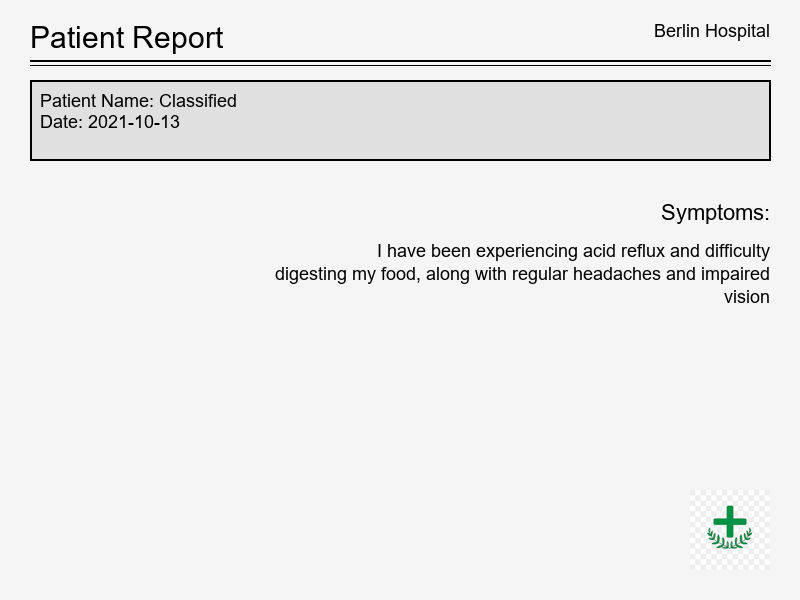 Patient Report
Berlin Hospital
Patient Name: Classified
Date: 2021-10-13
Symptoms:
I have been experiencing acid reflux and difficulty
digesting my food, along with regular headaches and impaired
vision